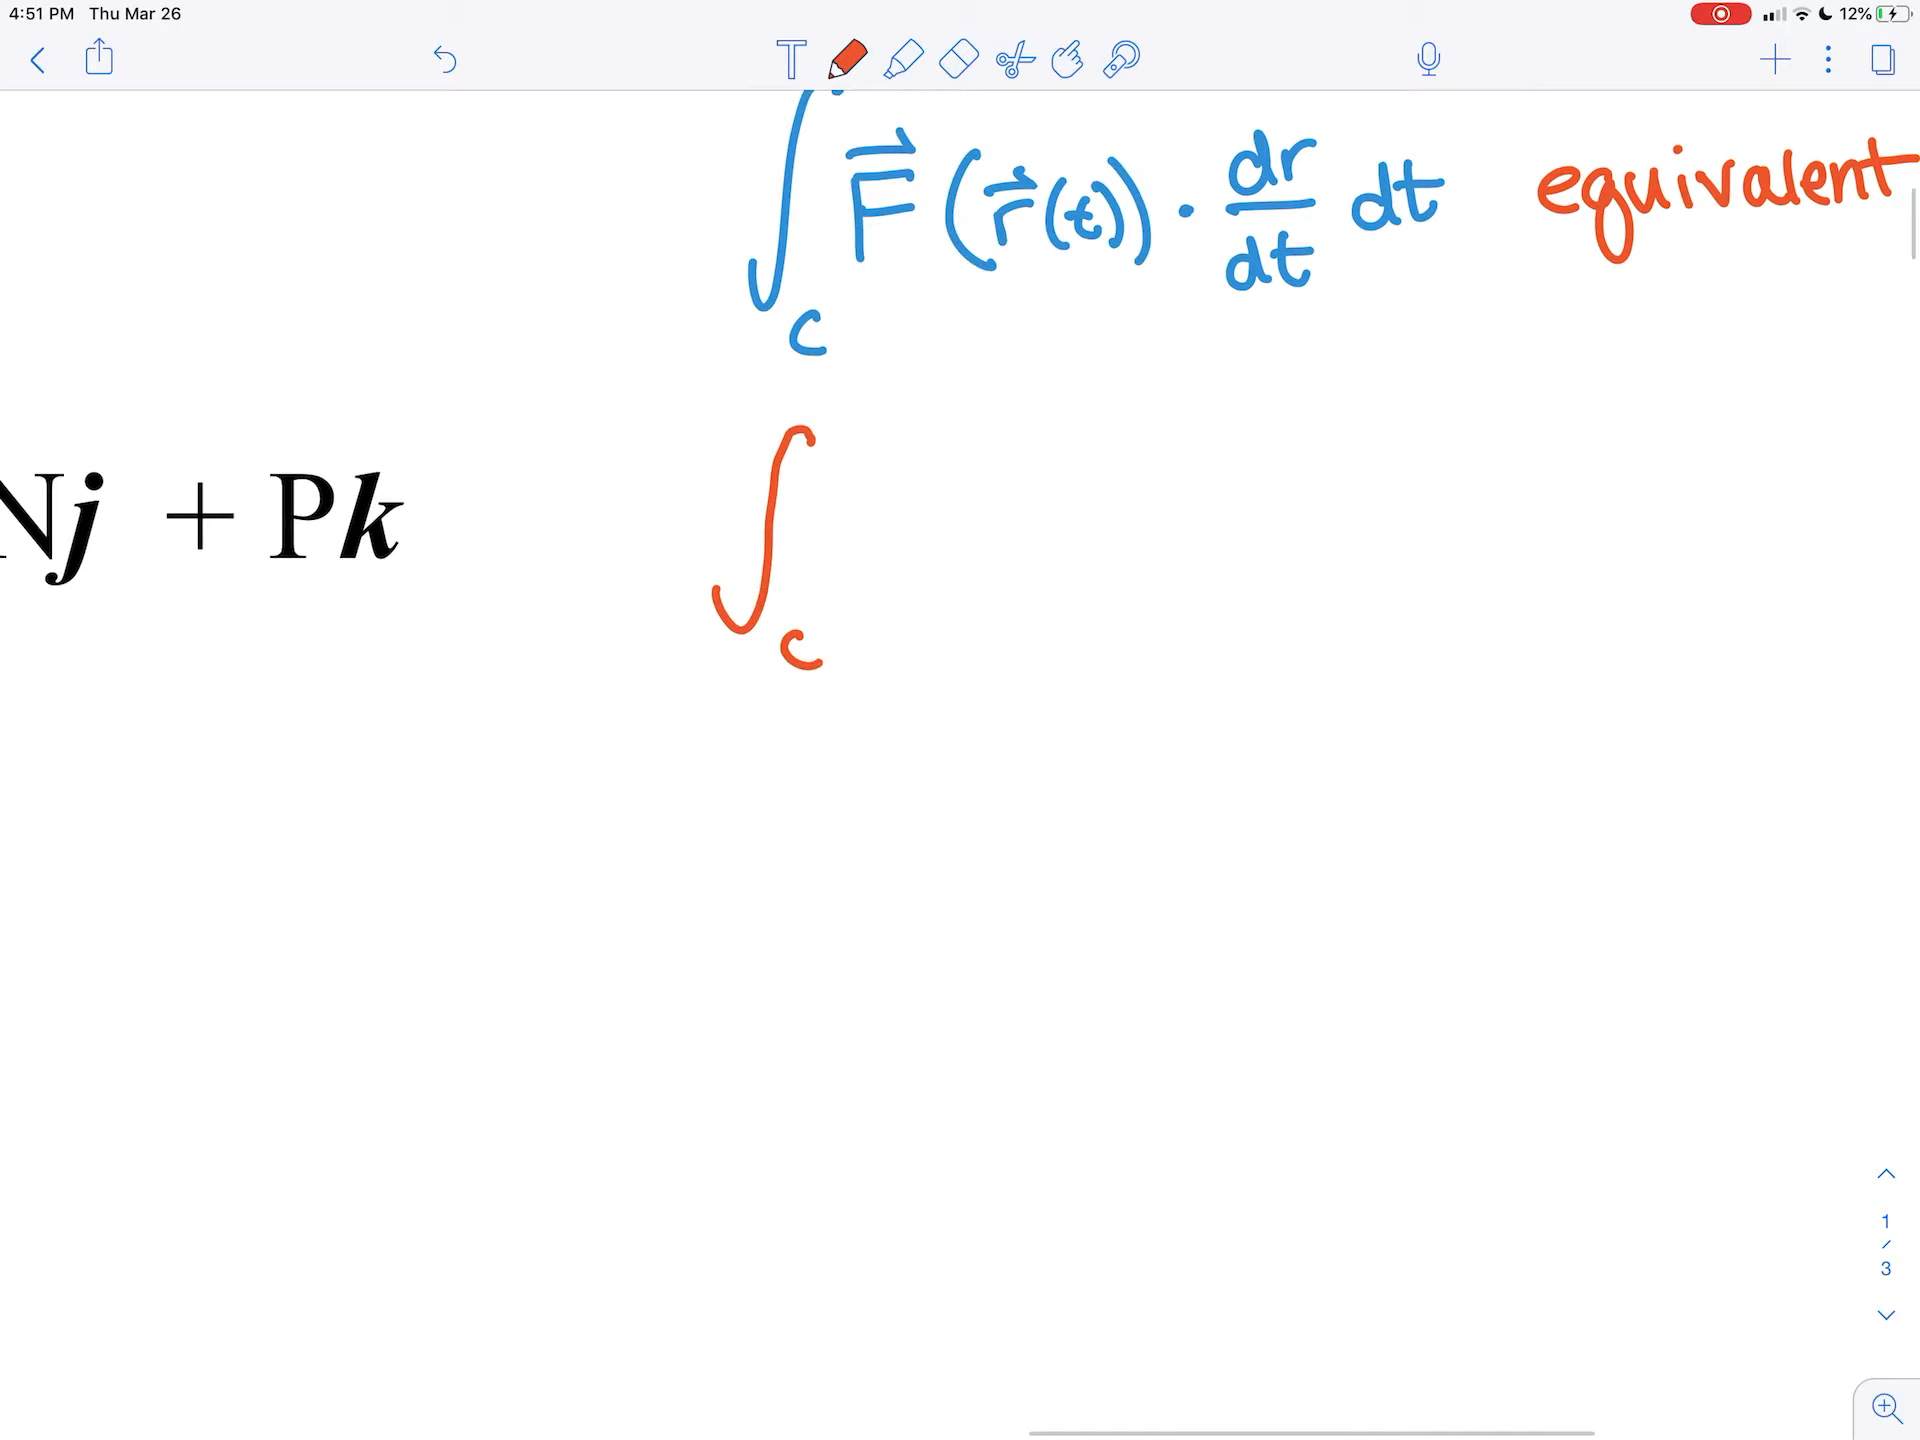 4:51 PM Thu Mar 26
12%
∫_C F⃗(r⃗(t)) · dr/dt dt equivalent
Nj + Pk
∫_C
1
/
3